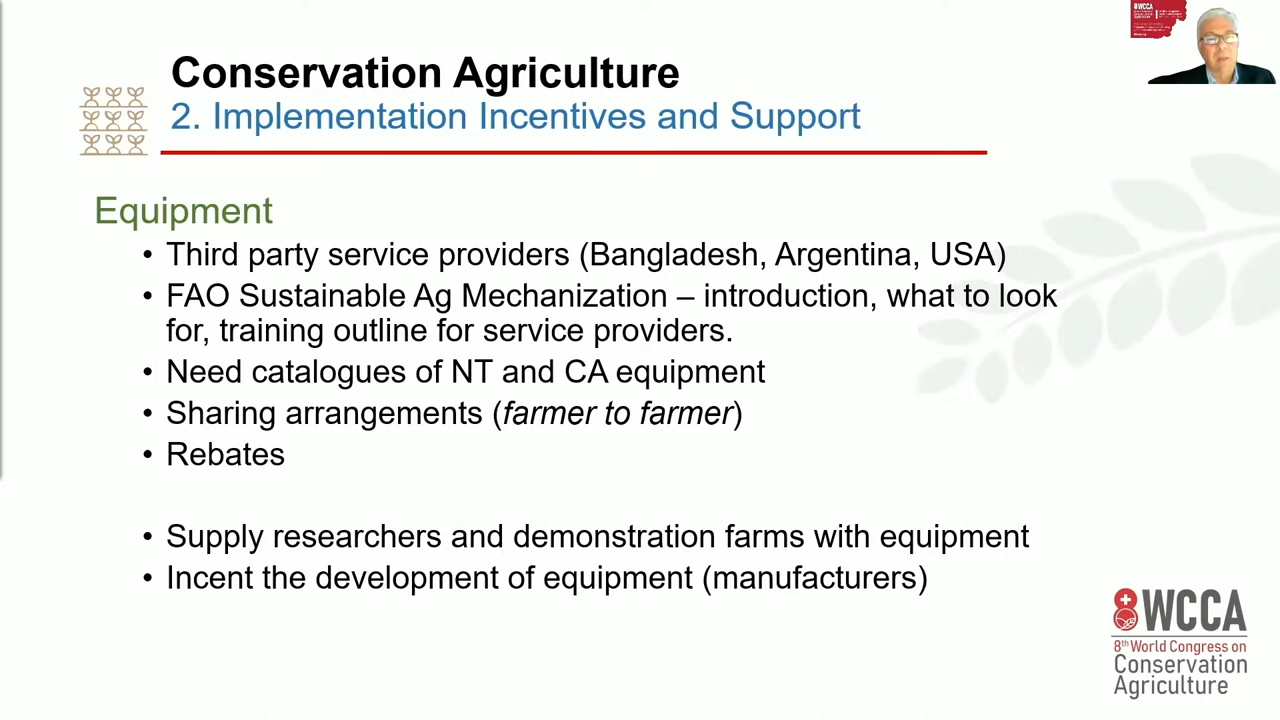 Conservation Agriculture
2. Implementation Incentives and Support
Equipment
• Third party service providers (Bangladesh, Argentina, USA)
• FAO Sustainable Ag Mechanization – introduction, what to look
for, training outline for service providers.
• Need catalogues of NT and CA equipment
• Sharing arrangements (farmer to farmer)
• Rebates
• Supply researchers and demonstration farms with equipment
• Incent the development of equipment (manufacturers)
8WCCA
8WCCA
8th World Congress on
Conservation
Agriculture